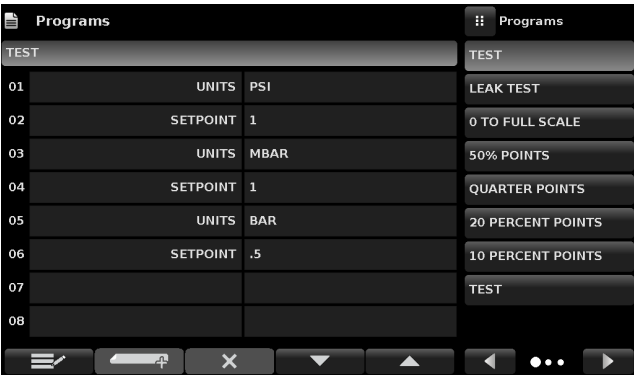 Programs
TEST
01 UNITS PSI
02 SETPOINT 1
03 UNITS MBAR
04 SETPOINT 1
05 UNITS BAR
06 SETPOINT .5
07
08
Programs
TEST
LEAK TEST
0 TO FULL SCALE
50% POINTS
QUARTER POINTS
20 PERCENT POINTS
10 PERCENT POINTS
TEST